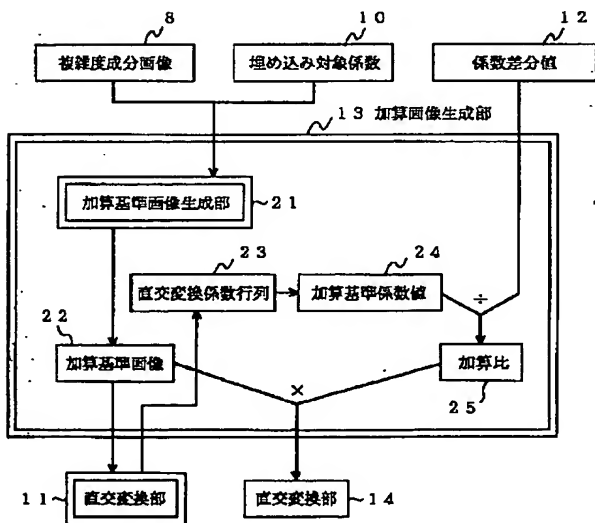 8
10
12
複雑度成分画像
埋め込み対象係数
係数差分値
13 加算画像生成部
加算基準画像生成部
21
23
24
直交変換係数行列
加算基準係数値
÷
22
加算基準画像
加算比
×
25
11
直交変換部
直交変換部
14